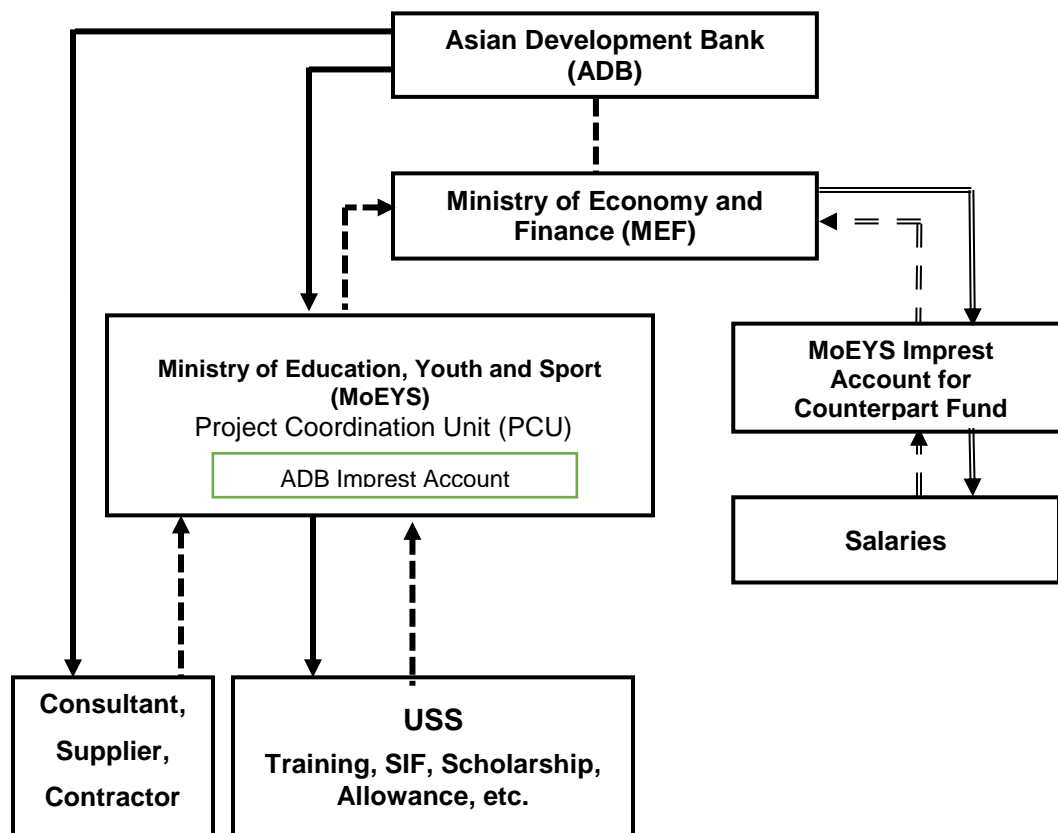 Asian Development Bank
(ADB)
Ministry of Economy and
Finance (MEF)
Ministry of Education, Youth and Sport
(MoEYS)
Project Coordination Unit (PCU)
ADB Imprest Account
MoEYS Imprest
Account for
Counterpart Fund
Salaries
Consultant,
Supplier,
Contractor
USS
Training, SIF, Scholarship,
Allowance, etc.